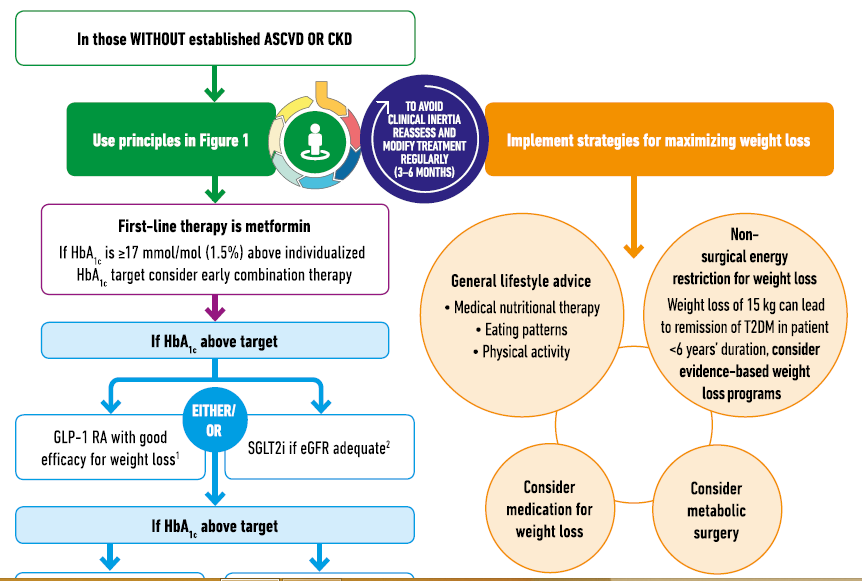 In those WITHOUT established ASCVD OR CKD
Use principles in Figure 1
TO AVOID
CLINICAL INERTIA
REASSESS AND
MODIFY TREATMENT
REGULARLY
(3–6 MONTHS)
Implement strategies for maximizing weight loss
First-line therapy is metformin
If HbA1c is ≥17 mmol/mol (1.5%) above individualized
HbA1c target consider early combination therapy
If HbA1c above target
EITHER/
OR
GLP-1 RA with good
efficacy for weight loss1
SGLT2i if eGFR adequate2
If HbA1c above target
General lifestyle advice
• Medical nutritional therapy
• Eating patterns
• Physical activity
Non-
surgical energy
restriction for weight loss
Weight loss of 15 kg can lead
to remission of T2DM in patient
<6 years’ duration, consider
evidence-based weight
loss programs
Consider
medication for
weight loss
Consider
metabolic
surgery